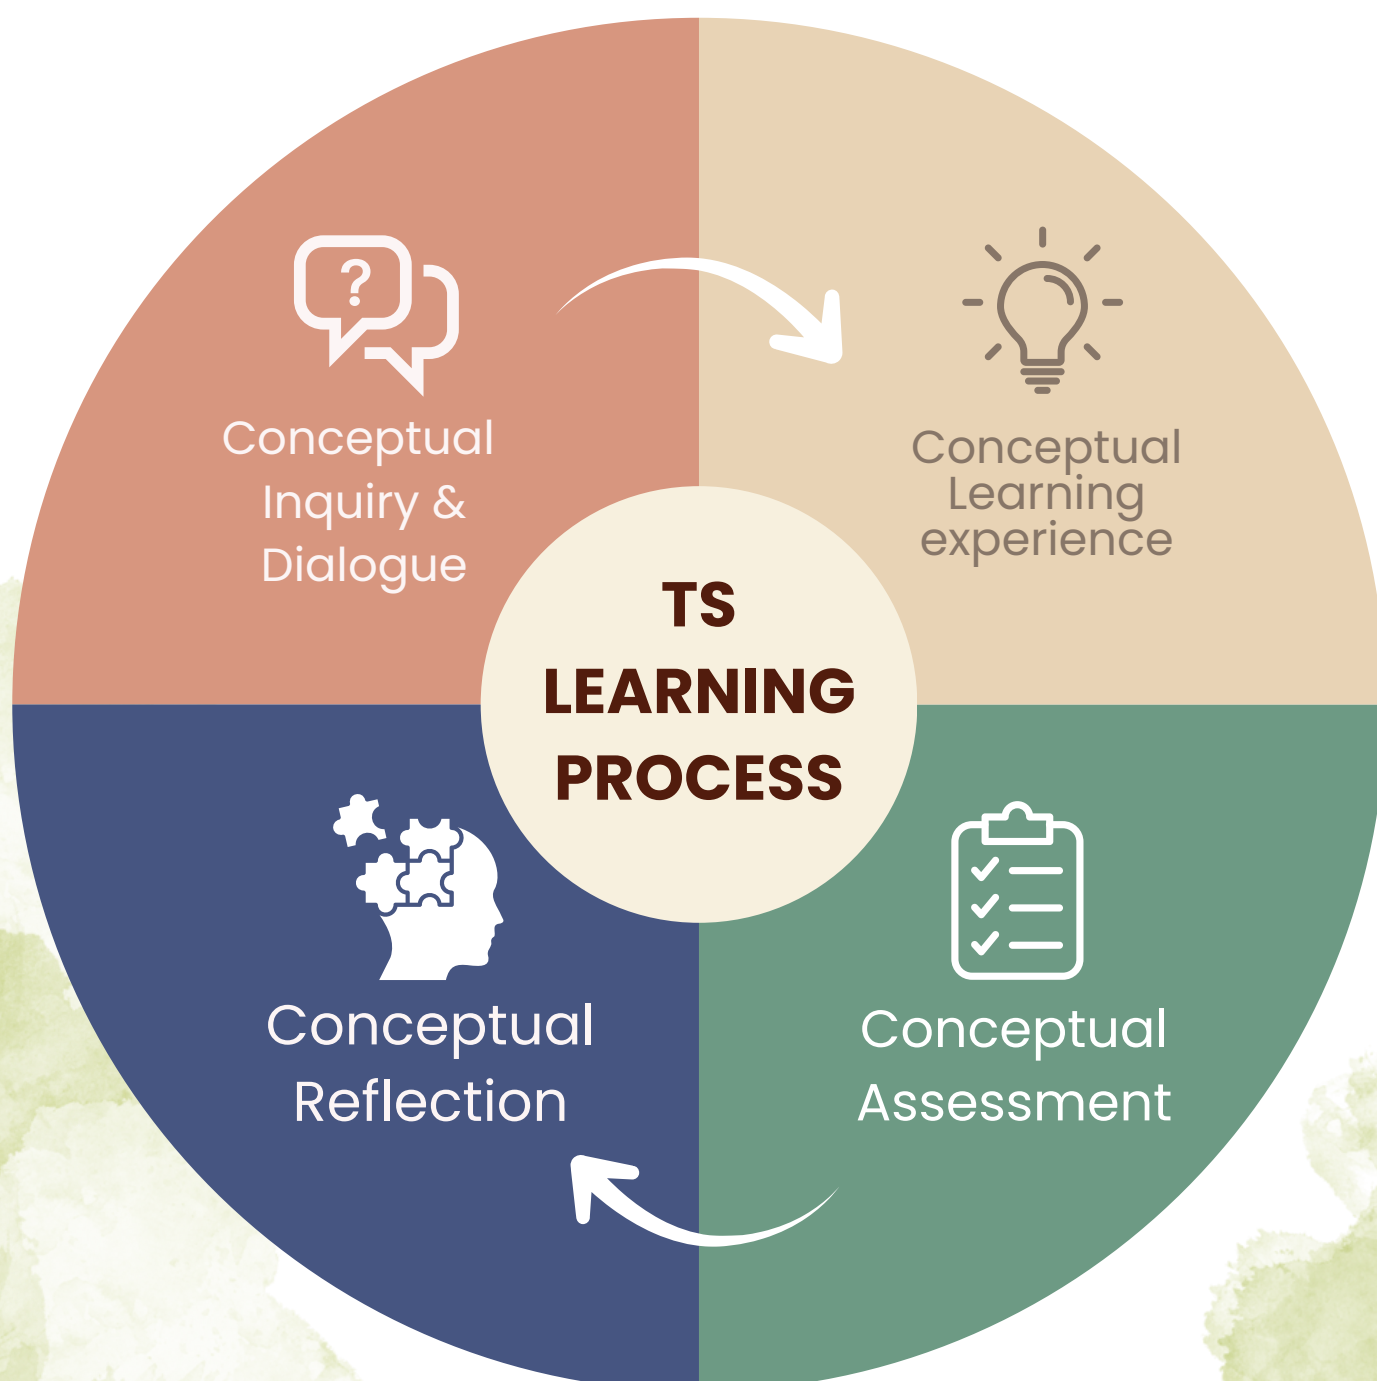 ?
Conceptual
Inquiry &
Dialogue
Conceptual
Learning
experience
TS
LEARNING
PROCESS
Conceptual
Reflection
Conceptual
Assessment